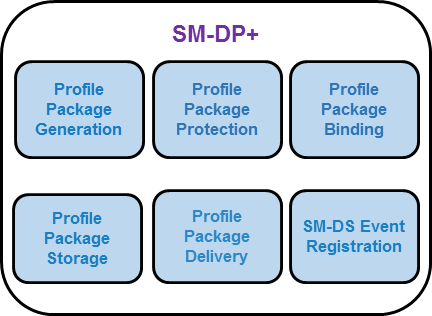 SM-DP+
Profile
Package
Generation
Profile
Package
Protection
Profile
Package
Binding
Profile
Package
Storage
Profile
Package
Delivery
SM-DS Event
Registration